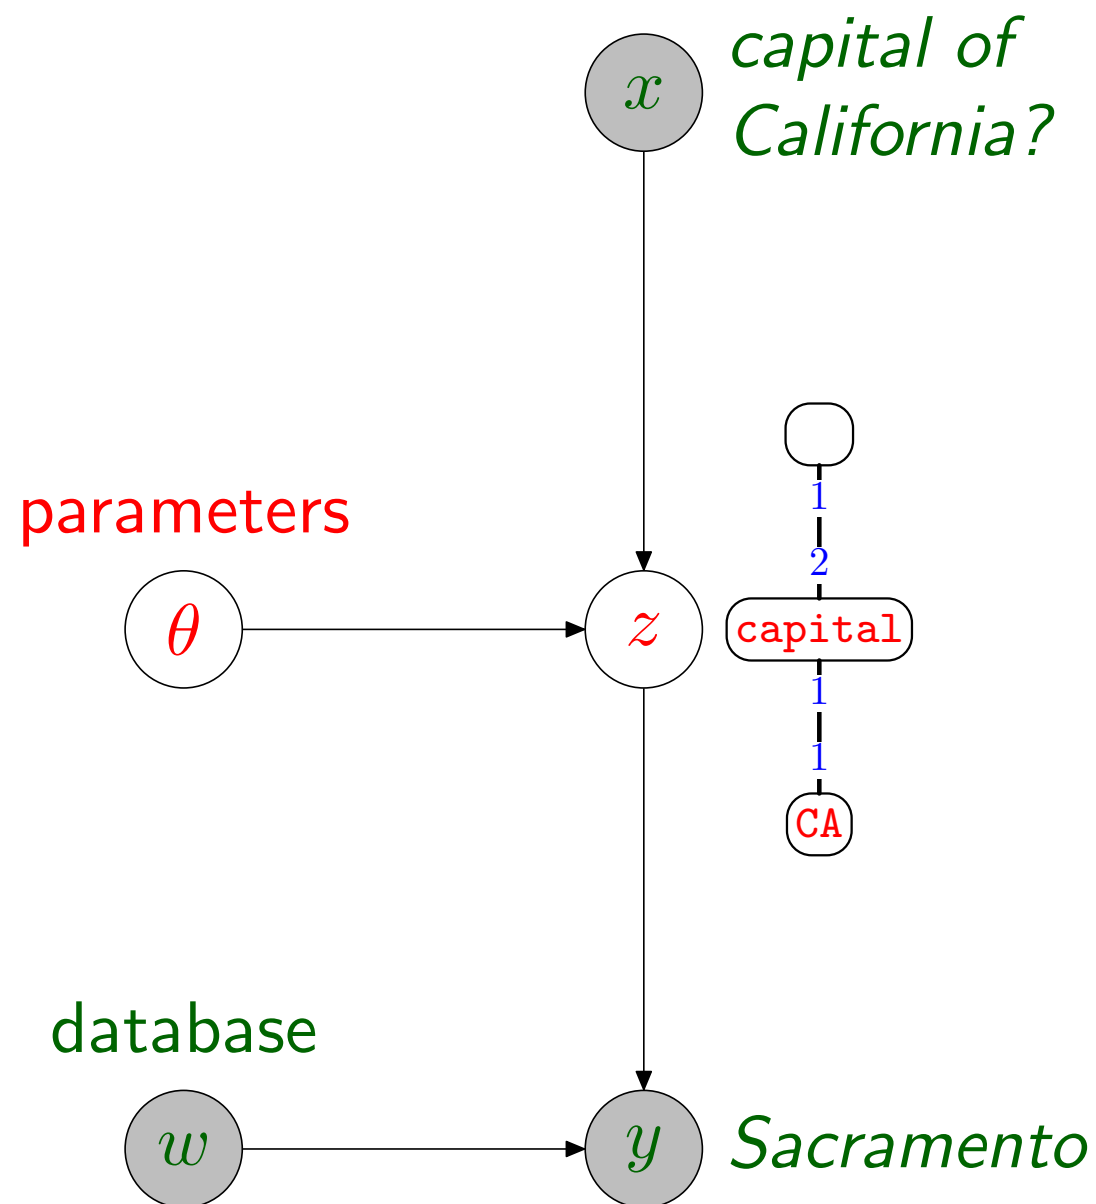 capital of
California?
x
1
2
parameters
θ
z
capital
1
1
CA
database
w
y
Sacramento